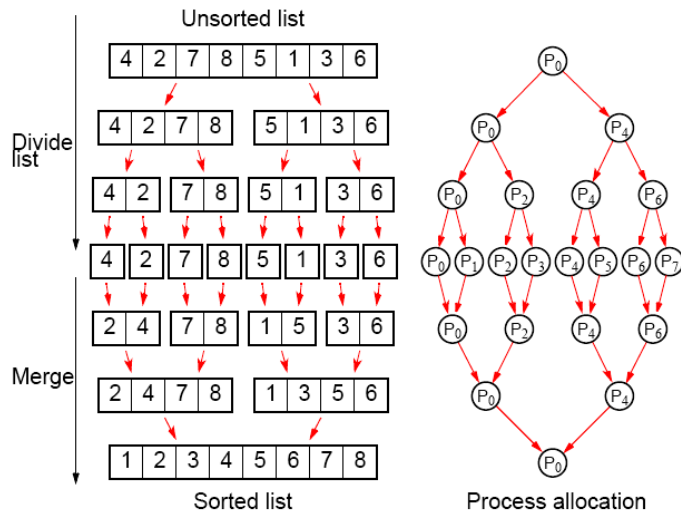 Unsorted list
4 2 7 8 5 1 3 6
4 2 7 8 5 1 3 6
Divide
list
4 2 7 8 5 1 3 6
4 2 7 8 5 1 3 6
2 4 7 8 1 5 3 6
Merge
2 4 7 8 1 3 5 6
1 2 3 4 5 6 7 8
Sorted list
P0
P0 P4
P0 P2 P4 P6
P0 P1 P2 P3 P4 P5 P6 P7
P0 P2 P4 P6
P0 P4
P0
Process allocation